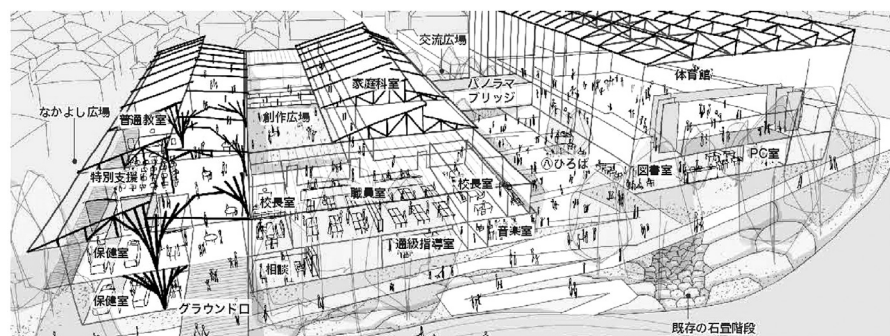 交流広場
家庭科室
パノラマ
ブリッジ
体育館
なかよし広場
普通教室
創作広場
特別支援
職員室
校長室
Ⓐひろば
図書室
PC室
校長室
音楽室
通級指導室
保健室
相談
保健室
グラウンド口
既存の石畳階段